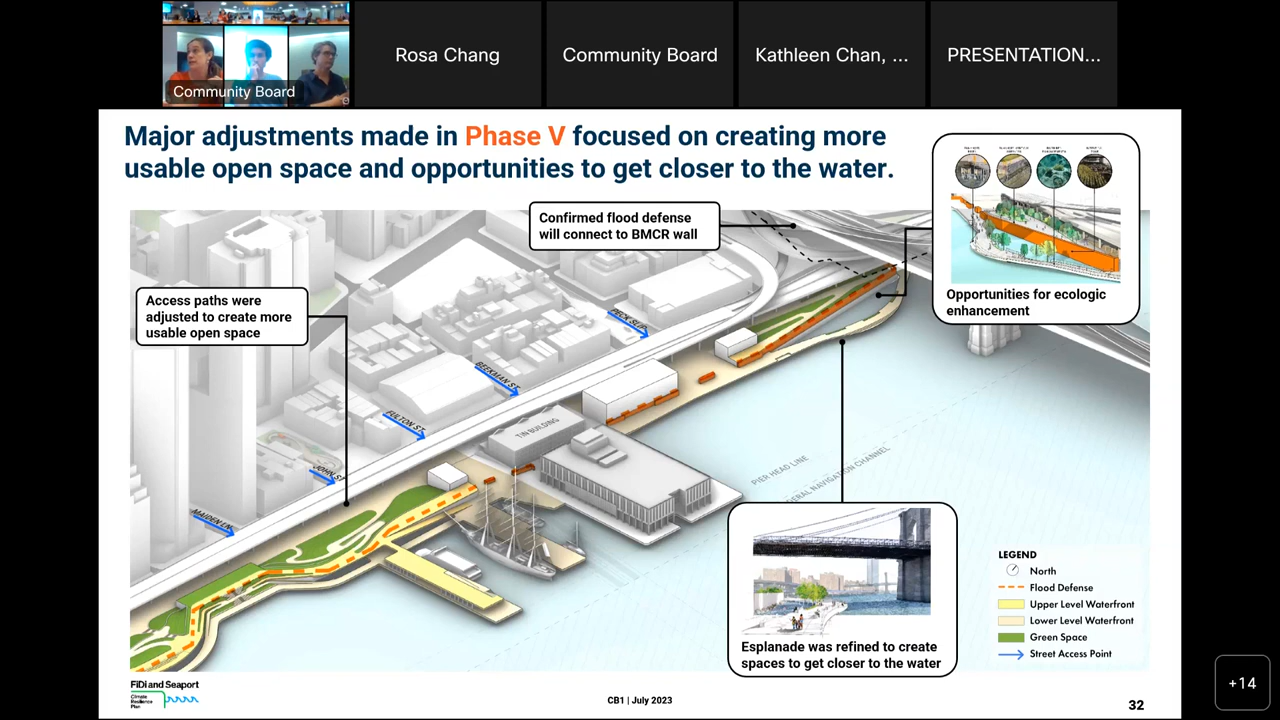 Community Board
Rosa Chang
Community Board
Kathleen Chan, ...
PRESENTATION...
Major adjustments made in Phase V focused on creating more
usable open space and opportunities to get closer to the water.
Confirmed flood defense
will connect to BMCR wall
Access paths were
adjusted to create more
usable open space
Opportunities for ecologic
enhancement
PECK SLIP
BEEKMAN ST.
FULTON ST.
JOHN ST.
MAIDEN LN.
TIN BUILDING
PIER HEAD LINE
FEDERAL NAVIGATION CHANNEL
Esplanade was refined to create
spaces to get closer to the water
LEGEND
North
Flood Defense
Upper Level Waterfront
Lower Level Waterfront
Green Space
Street Access Point
FiDi and Seaport
Climate
Resilience
Plan
CB1 | July 2023
32
+14